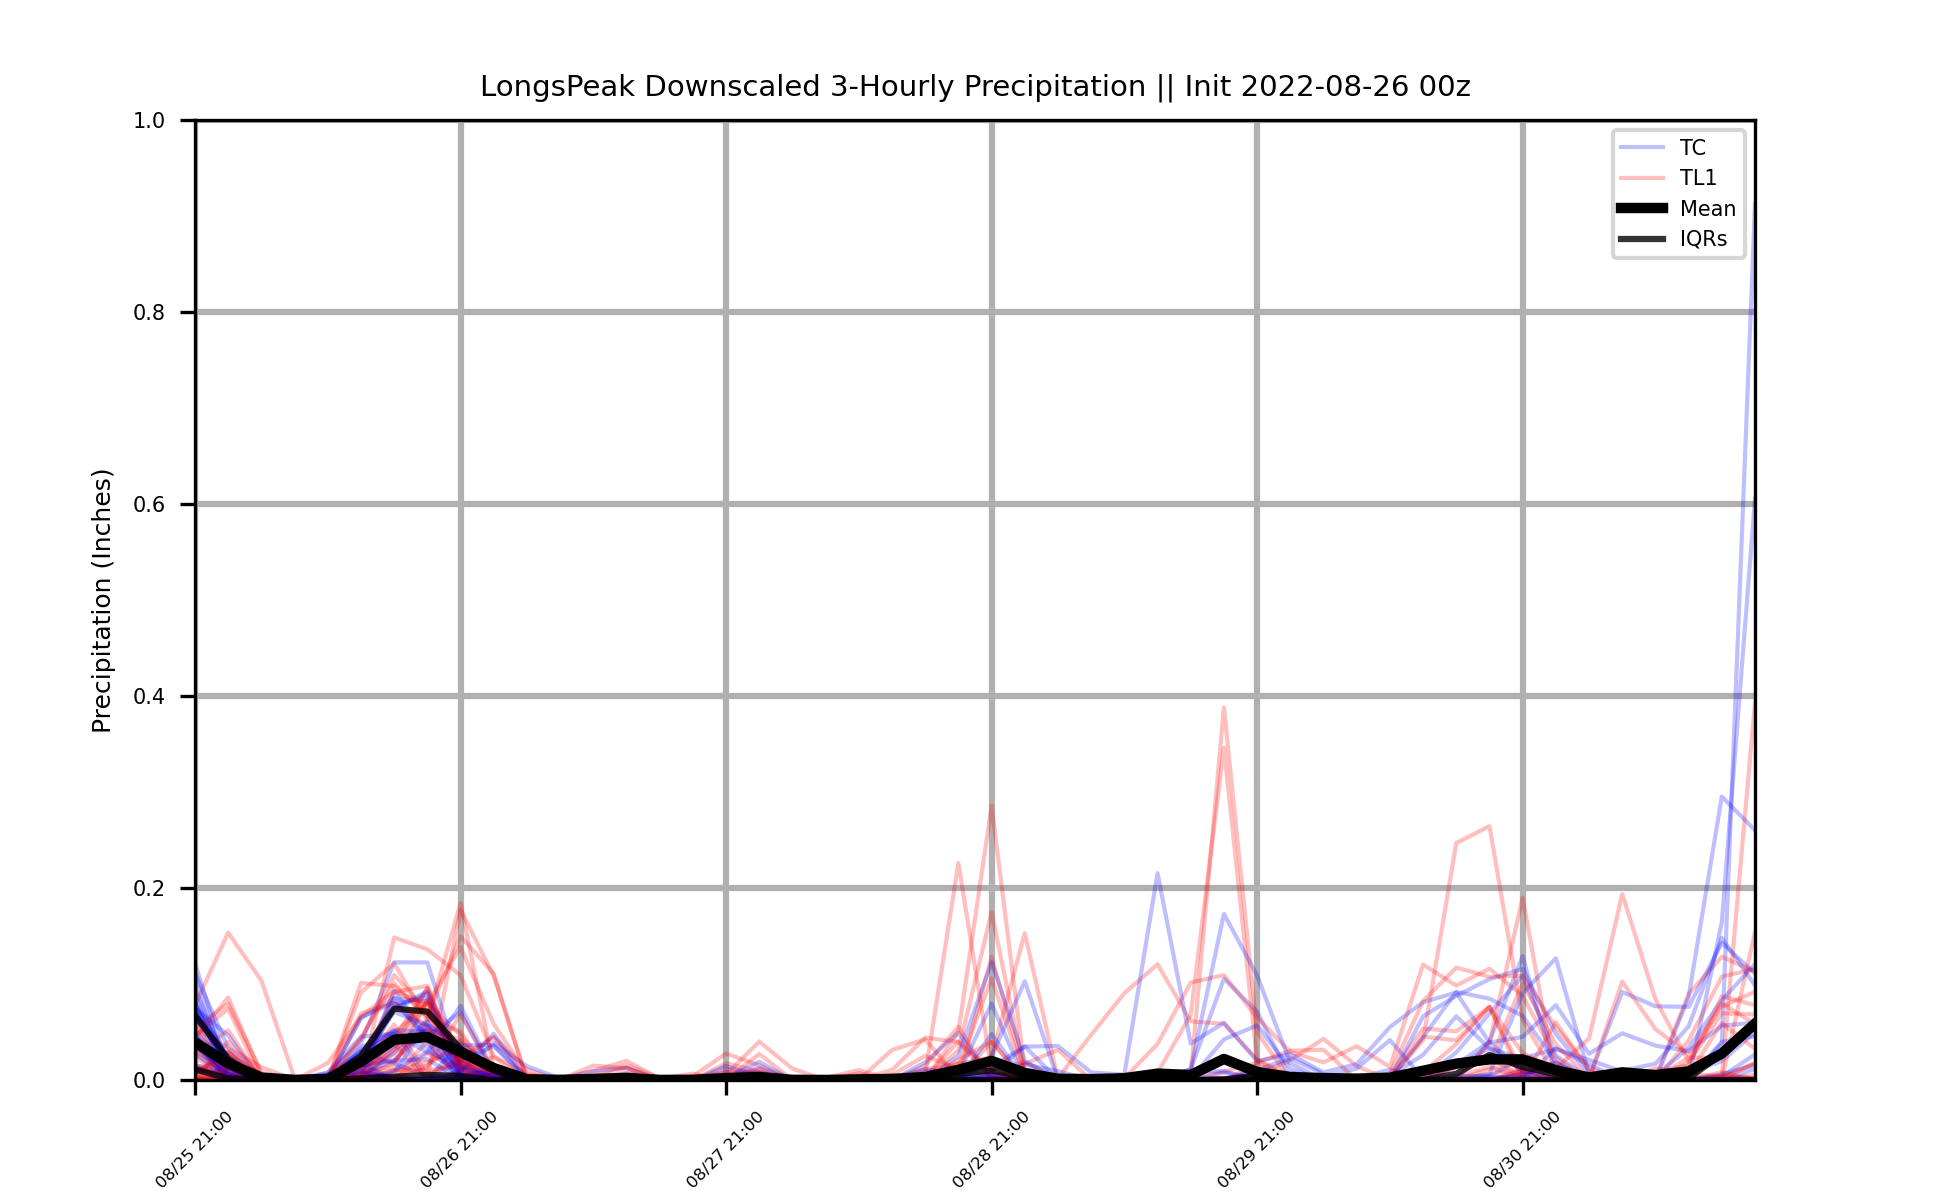 LongsPeak Downscaled 3-Hourly Precipitation || Init 2022-08-26 00z
1.0
0.8
0.6
0.4
0.2
0.0
Precipitation (Inches)
TC
TL1
Mean
IQRs
08/25 21:00
08/26 21:00
08/27 21:00
08/28 21:00
08/29 21:00
08/30 21:00